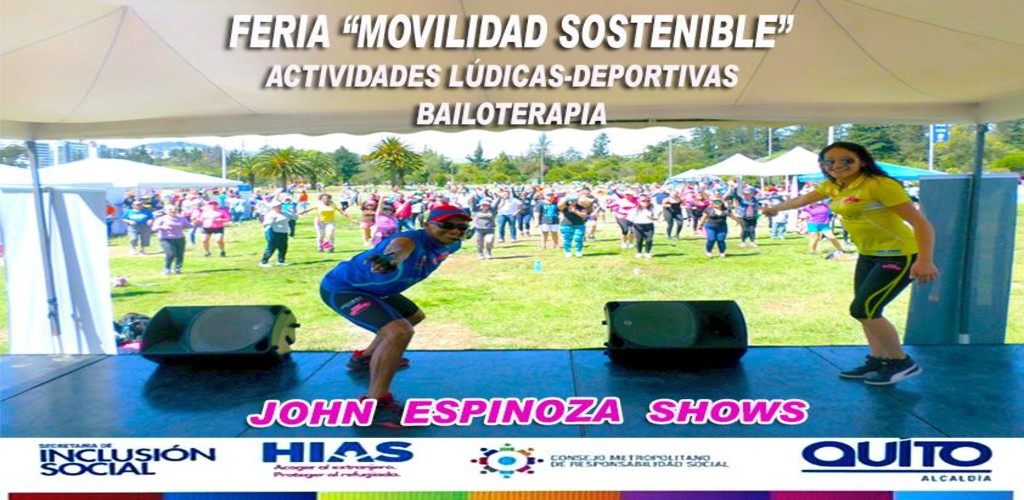 FERIA “MOVILIDAD SOSTENIBLE”
ACTIVIDADES LÚDICAS-DEPORTIVAS
BAILOTERAPIA
JOHN ESPINOZA SHOWS
SECRETARÍA DE
INCLUSIÓN
SOCIAL
HIAS
Acoger al extranjero.
Proteger al refugiado.
CONSEJO METROPOLITANO
DE RESPONSABILIDAD SOCIAL
QUITO
ALCALDÍA